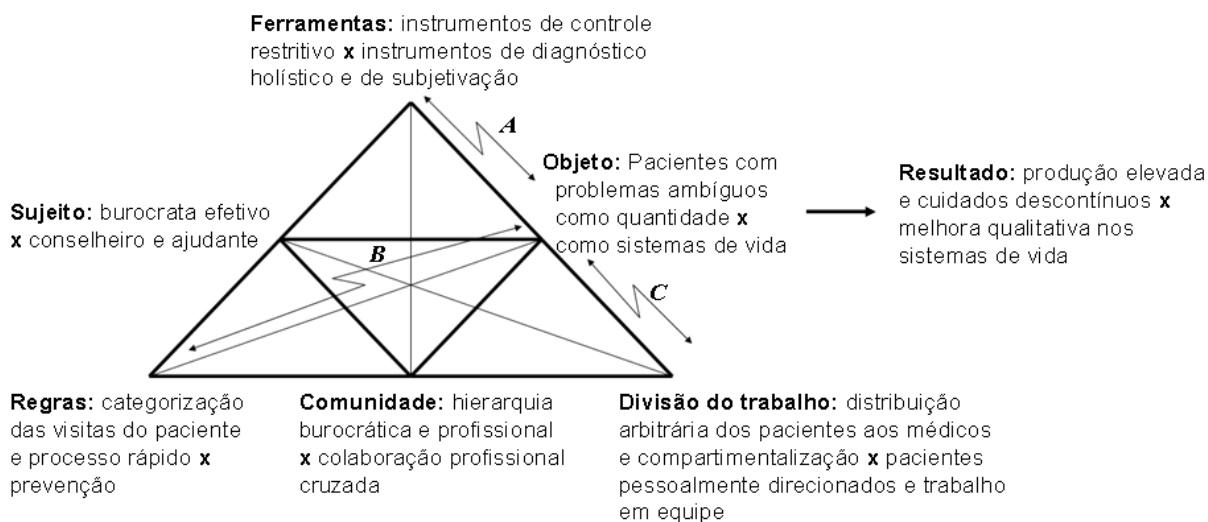 Ferramentas: instrumentos de controle
restritivo x instrumentos de diagnóstico
holístico e de subjetivação
A
Objeto: Pacientes com
problemas ambíguos
como quantidade x
como sistemas de vida
Resultado: produção elevada
e cuidados descontínuos x
melhora qualitativa nos
sistemas de vida
Sujeito: burocrata efetivo
x conselheiro e ajudante
B
C
Regras: categorização
das visitas do paciente
e processo rápido x
prevenção
Comunidade: hierarquia
burocrática e profissional
x colaboração profissional
cruzada
Divisão do trabalho: distribuição
arbitrária dos pacientes aos médicos
e compartimentalização x pacientes
pessoalmente direcionados e trabalho
em equipe